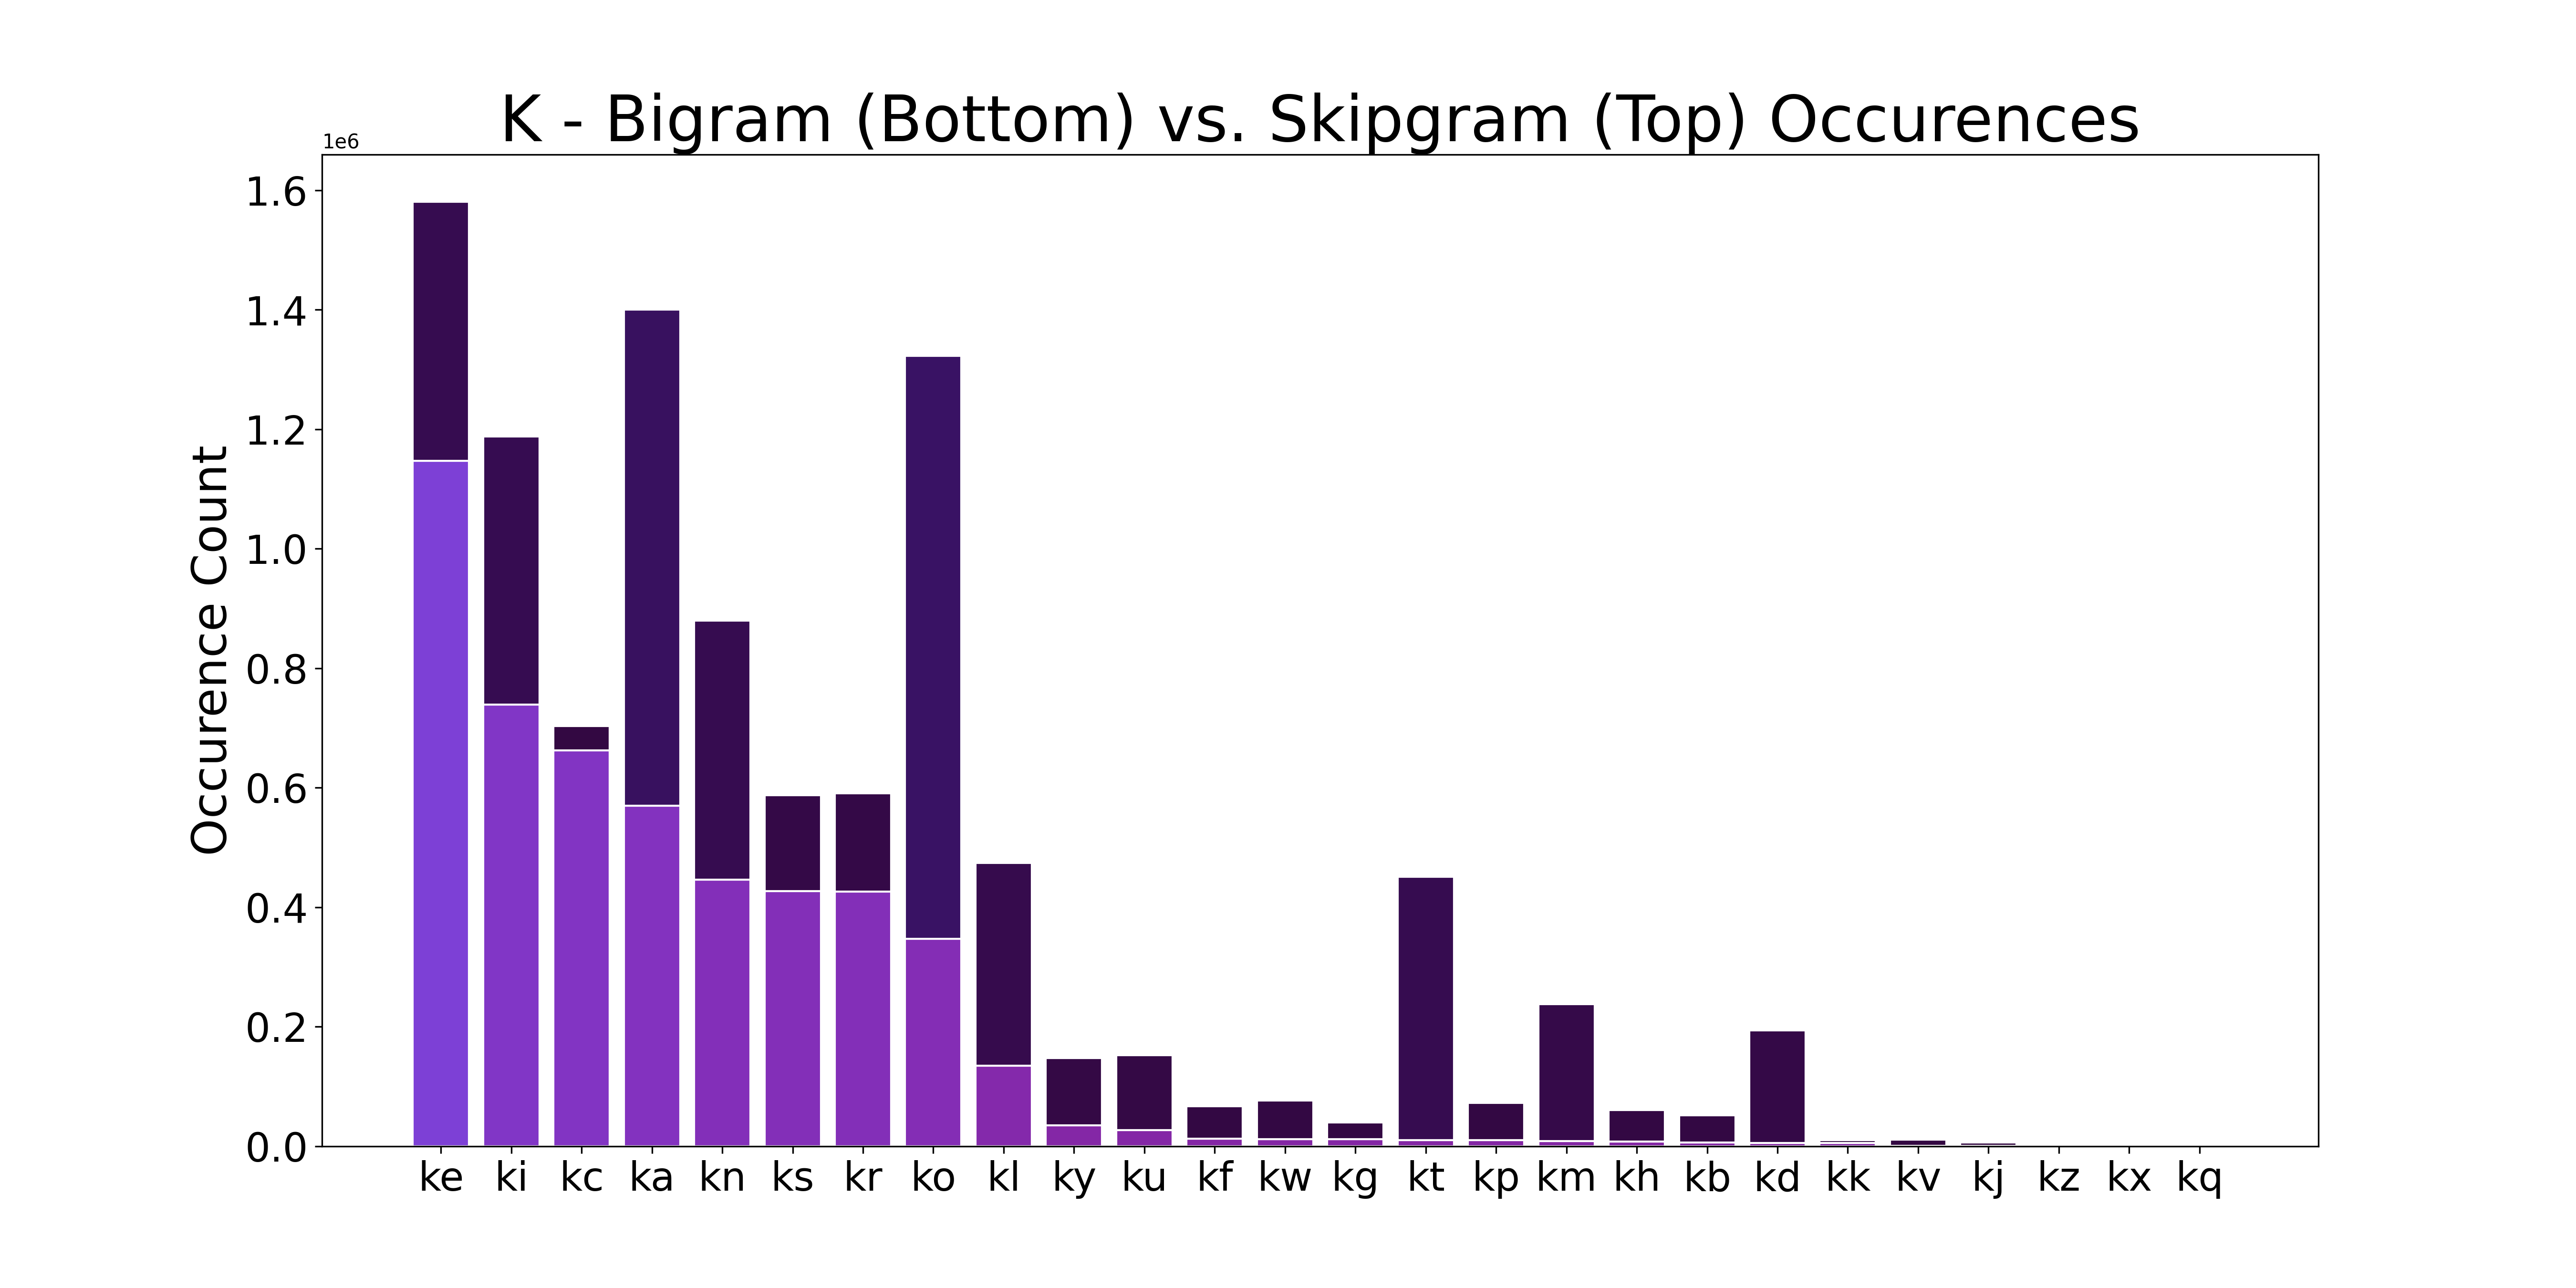 K - Bigram (Bottom) vs. Skipgram (Top) Occurences
1e6
1.6
1.4
1.2
1.0
0.8
0.6
0.4
0.2
0.0
Occurence Count
ke ki kc ka kn ks kr ko kl ky ku kf kw kg kt kp km kh kb kd kk kv kj kz kx kq